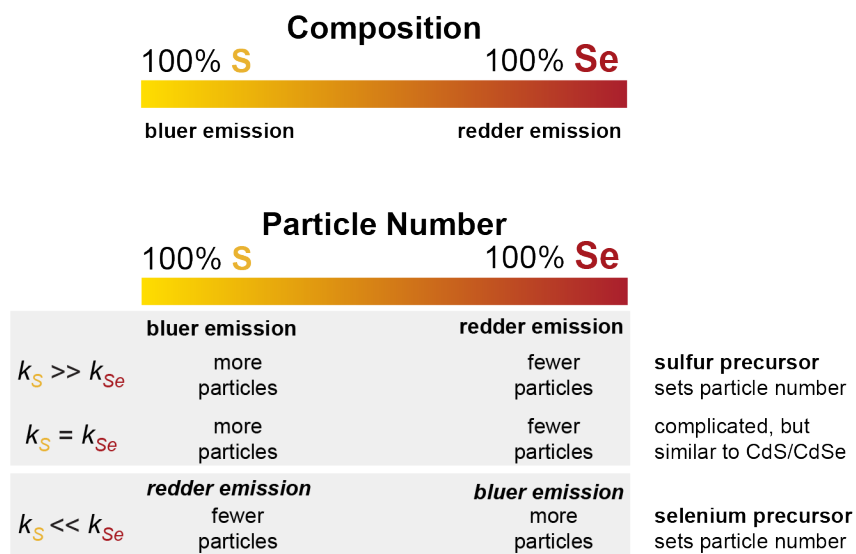 Composition
100% S 100% Se
bluer emission redder emission
Particle Number
100% S 100% Se
bluer emission redder emission
kS >> kSe more fewer sulfur precursor
particles particles sets particle number
kS = kSe more fewer complicated, but
particles particles similar to CdS/CdSe
redder emission bluer emission
kS << kSe fewer more selenium precursor
particles particles sets particle number